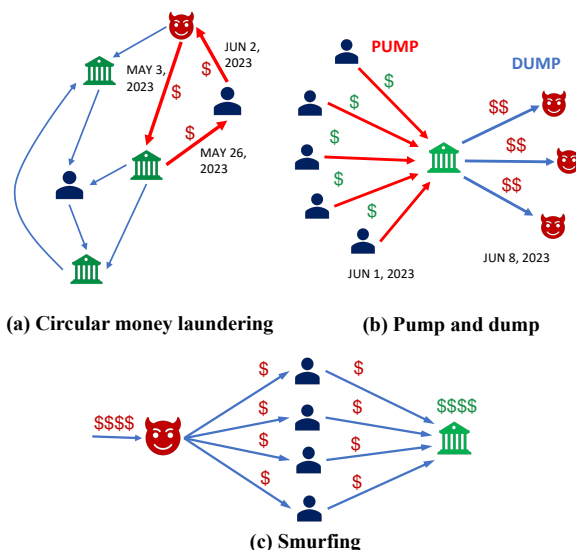 JUN 2,
2023
MAY 3,
2023
$
$
$
MAY 26,
2023
(a) Circular money laundering
PUMP
DUMP
$
$
$
$
$
$$
$$
$$
JUN 1, 2023
JUN 8, 2023
(b) Pump and dump
$$$$
$
$
$
$
$
$
$
$
$$$$
(c) Smurfing